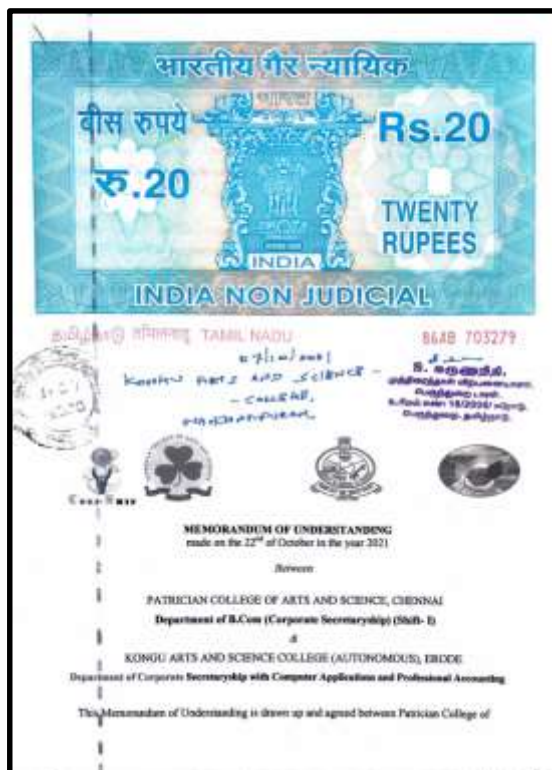 भारतीय गैर न्यायिक
भारत
बीस रुपये
Rs.20
रु.20
TWENTY
RUPEES
INDIA
INDIA NON JUDICIAL
தமிழ்நாடு तमिलनाडु TAMIL NADU
86AB 703279
KONGU ARTS AND SCIENCE -
- COLLEGE,
MEMORANDUM OF UNDERSTANDING
made on the 22nd of October in the year 2021
Between
PATRICIAN COLLEGE OF ARTS AND SCIENCE, CHENNAI
Department of B.Com (Corporate Secretaryship) (Shift- I)
&
KONGU ARTS AND SCIENCE COLLEGE (AUTONOMOUS), ERODE
Department of Corporate Secretaryship with Computer Applications and Professional Accounting
This Memorandum of Understanding is drawn up and agreed between Patrician College of